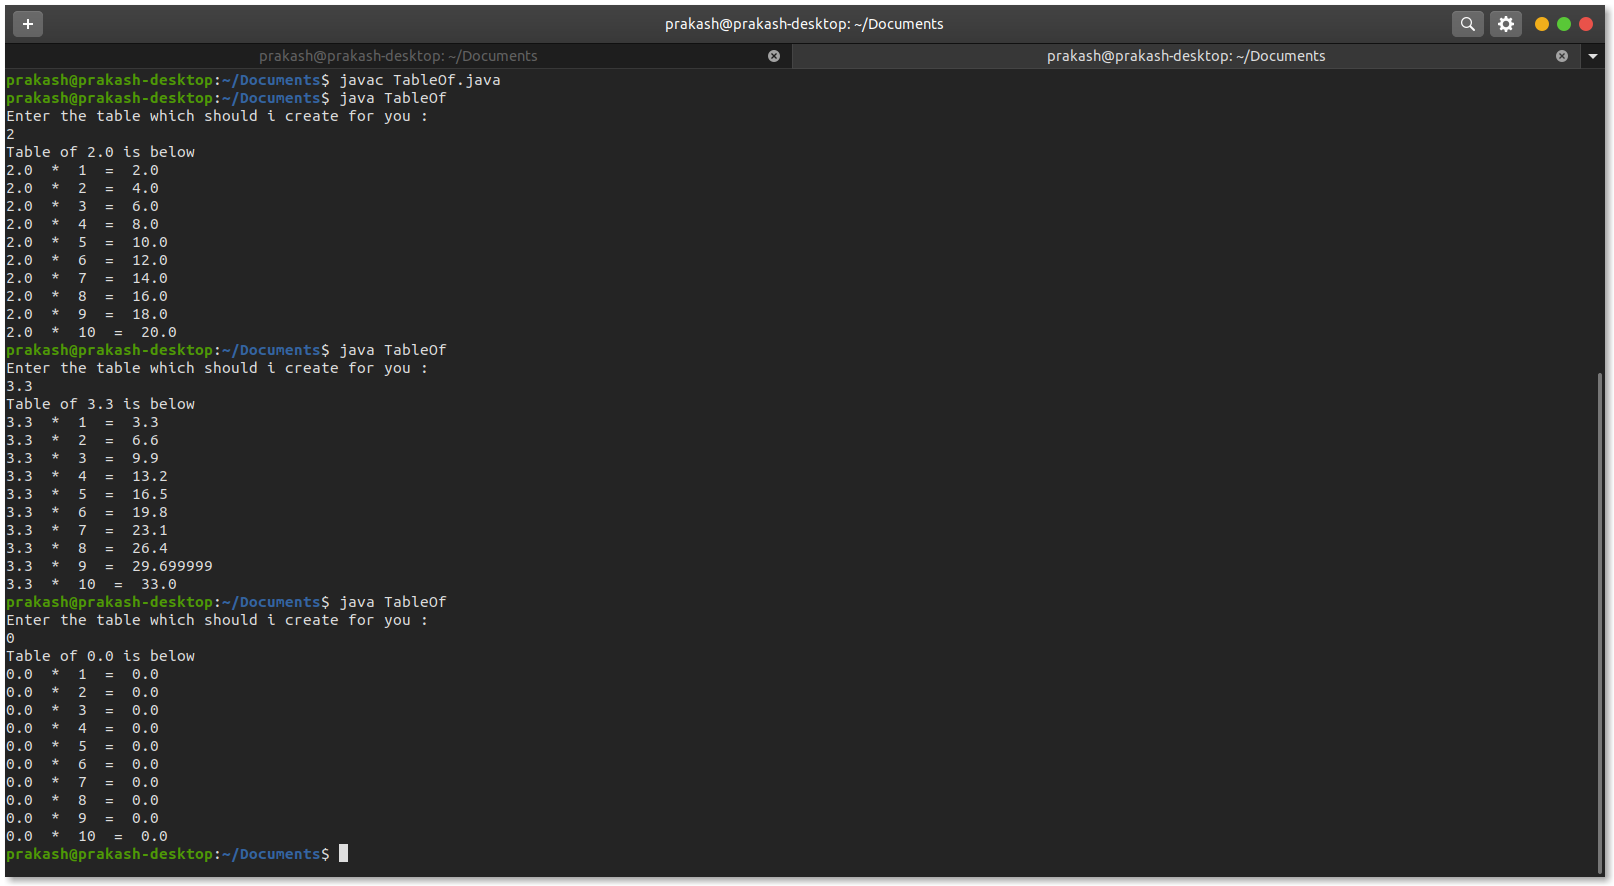 prakash@prakash-desktop: ~/Documents
prakash@prakash-desktop: ~/Documents prakash@prakash-desktop: ~/Documents
prakash@prakash-desktop:~/Documents$ javac TableOf.java
prakash@prakash-desktop:~/Documents$ java TableOf
Enter the table which should i create for you :
2
Table of 2.0 is below
2.0  *  1  =  2.0
2.0  *  2  =  4.0
2.0  *  3  =  6.0
2.0  *  4  =  8.0
2.0  *  5  =  10.0
2.0  *  6  =  12.0
2.0  *  7  =  14.0
2.0  *  8  =  16.0
2.0  *  9  =  18.0
2.0  *  10  =  20.0
prakash@prakash-desktop:~/Documents$ java TableOf
Enter the table which should i create for you :
3.3
Table of 3.3 is below
3.3  *  1  =  3.3
3.3  *  2  =  6.6
3.3  *  3  =  9.9
3.3  *  4  =  13.2
3.3  *  5  =  16.5
3.3  *  6  =  19.8
3.3  *  7  =  23.1
3.3  *  8  =  26.4
3.3  *  9  =  29.699999
3.3  *  10  =  33.0
prakash@prakash-desktop:~/Documents$ java TableOf
Enter the table which should i create for you :
0
Table of 0.0 is below
0.0  *  1  =  0.0
0.0  *  2  =  0.0
0.0  *  3  =  0.0
0.0  *  4  =  0.0
0.0  *  5  =  0.0
0.0  *  6  =  0.0
0.0  *  7  =  0.0
0.0  *  8  =  0.0
0.0  *  9  =  0.0
0.0  *  10  =  0.0
prakash@prakash-desktop:~/Documents$